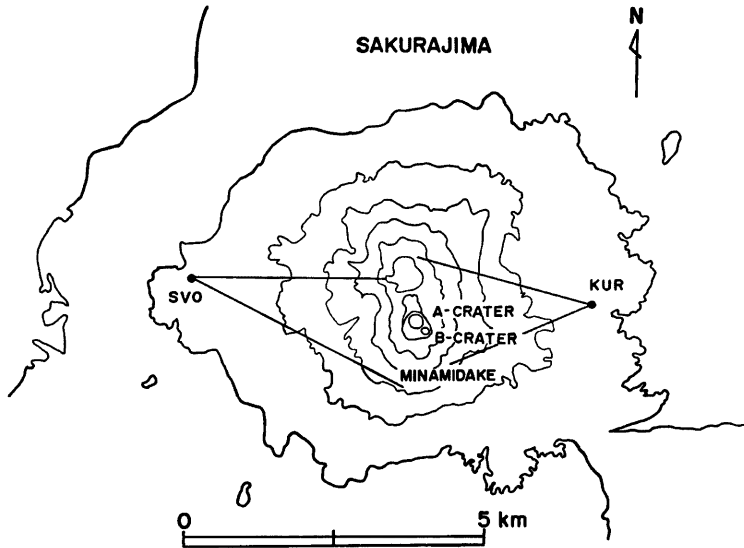 SAKURAJIMA
N
SVO
KUR
A-CRATER
B-CRATER
MINAMIDAKE
0 5 km